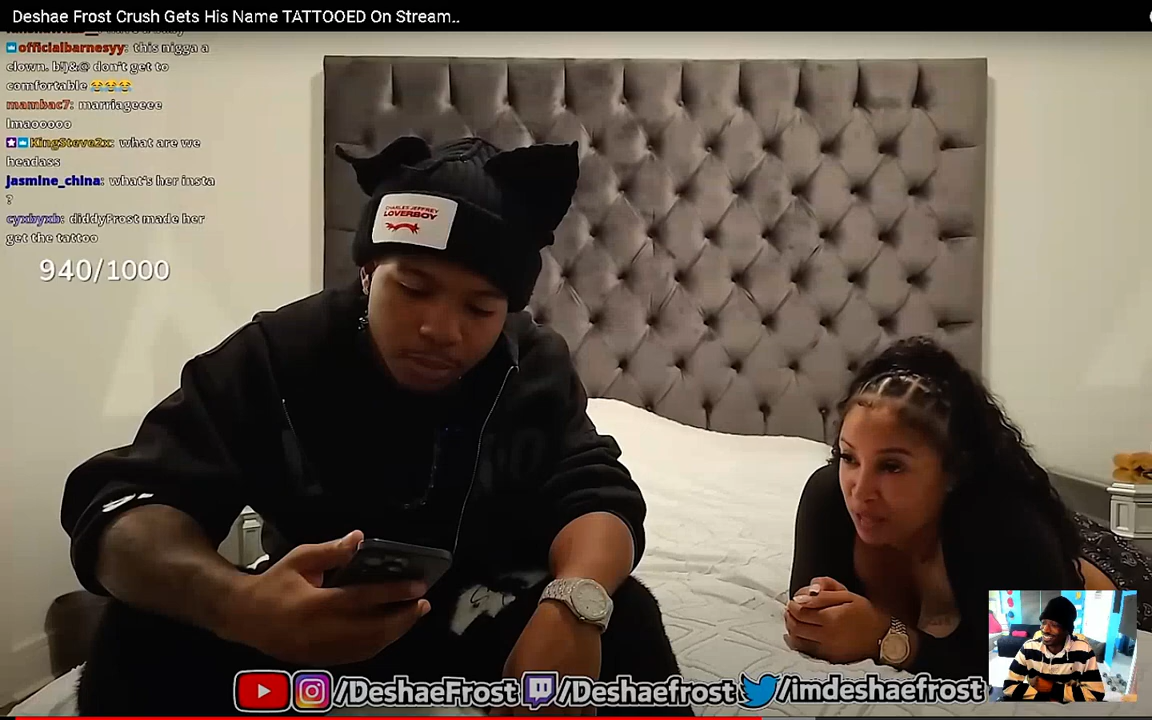 Deshae Frost Crush Gets His Name TATTOOED On Stream..
officialbarnesyy: this nigga a
clown. b!)&@ don't get to
comfortable 😂😂😂
mambac7: marriageeee
lmaooooo
KingSteve2x: what are we
headass
jasmine_china: what's her insta
?
cyxbyxh: diddyFrost made her
get the tattoo
940/1000
CHARLES JEFFREY
LOVERBOY
/DeshaeFrost /Deshaefrost /imdeshaefrost